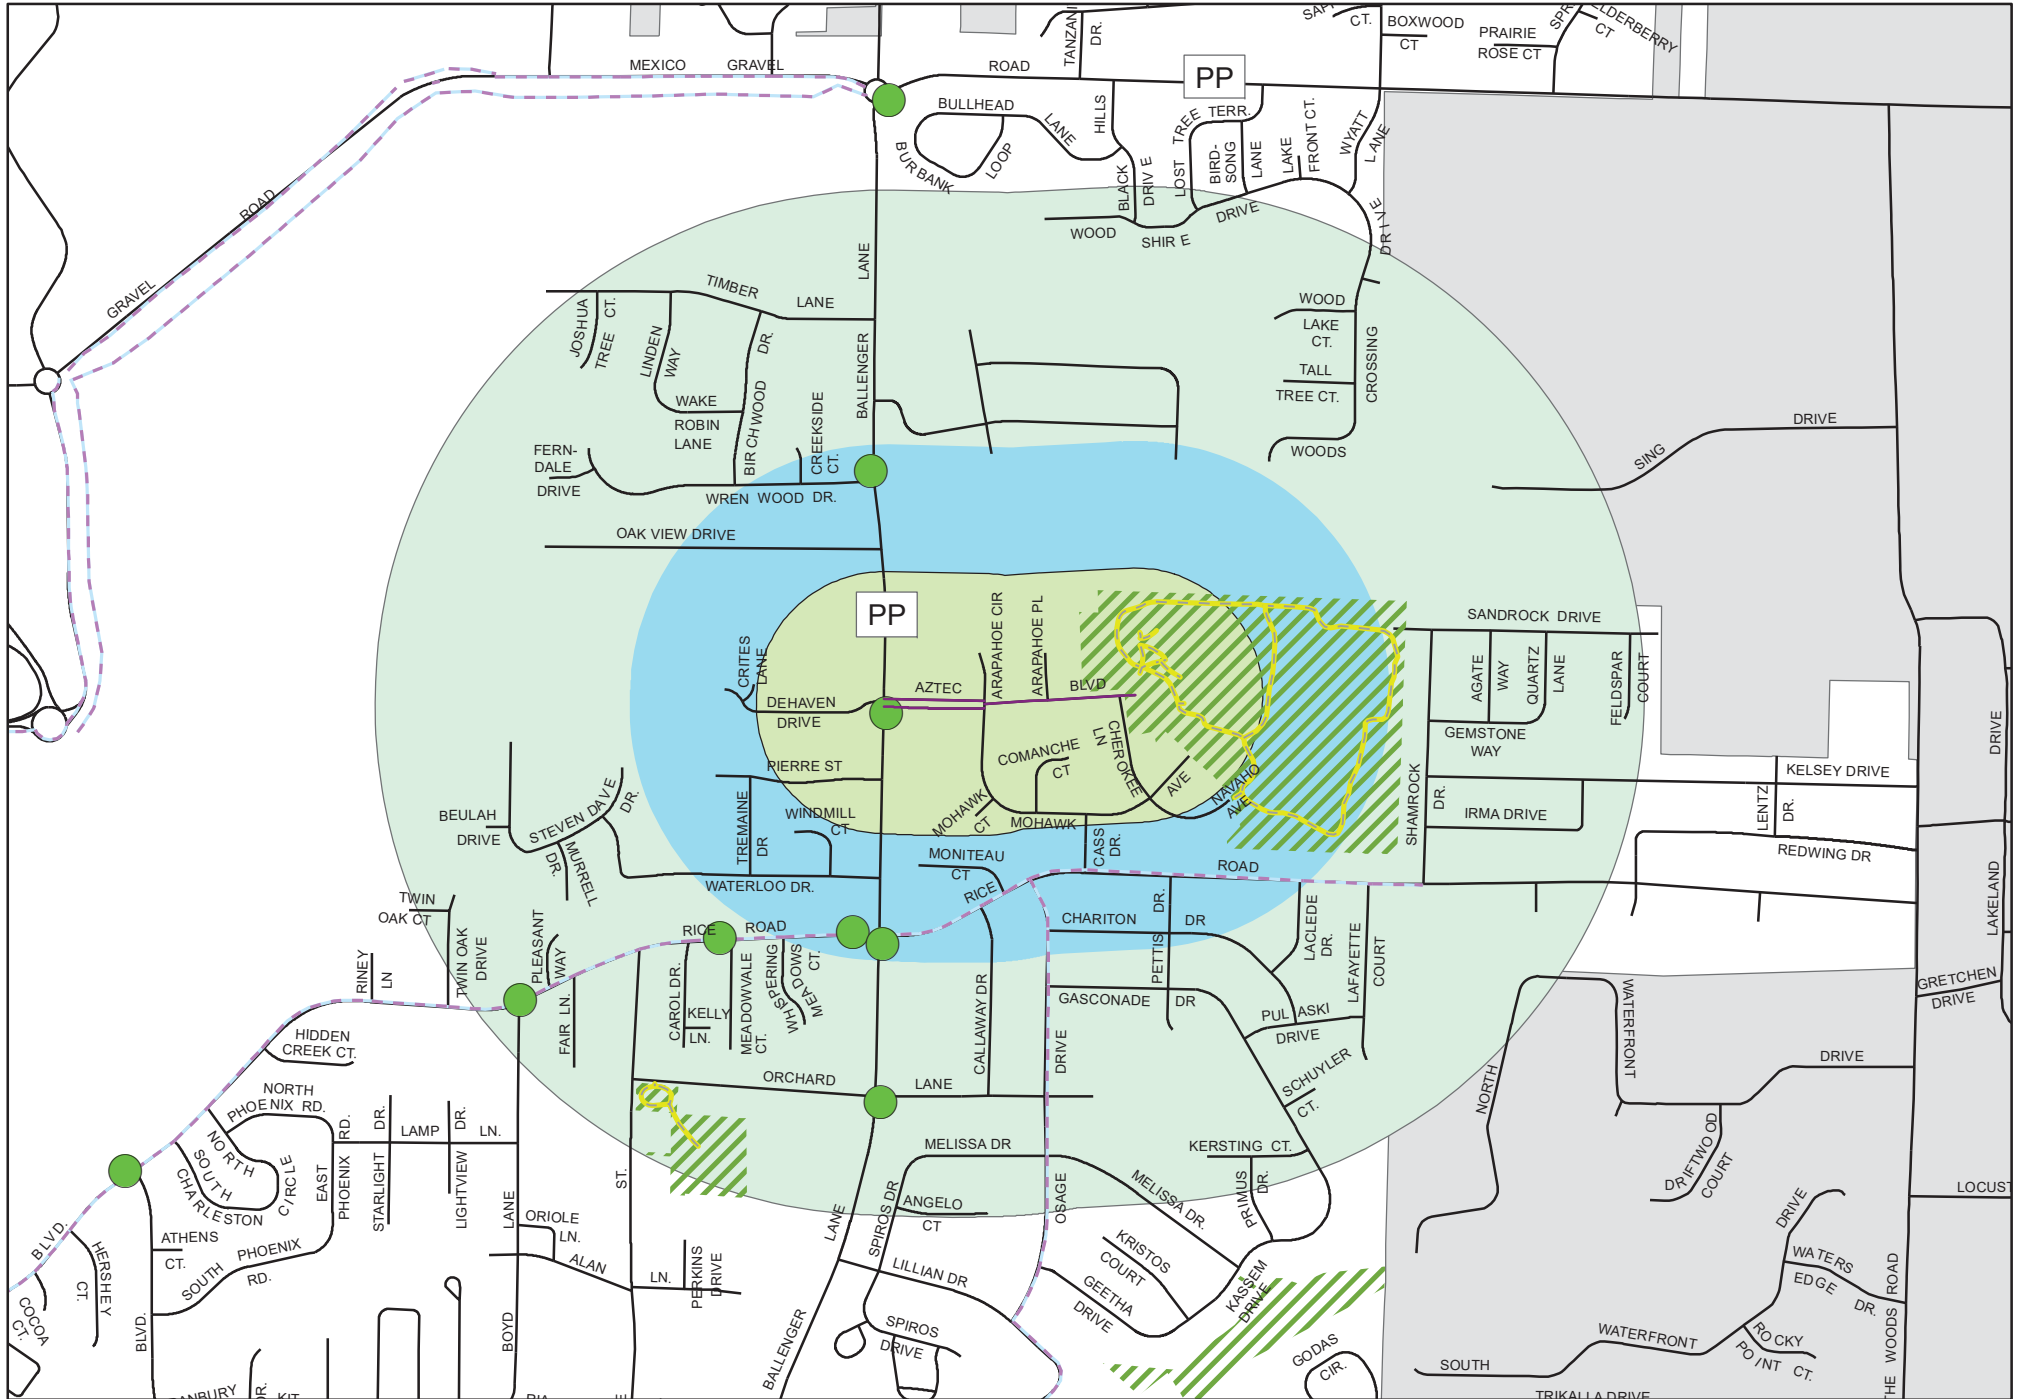 SAPP
CT.
BOXWOOD
CT
PRAIRIE
ROSE CT
SPR
ELDERBERRY
CT
TANZANI
DR.
MEXICO GRAVEL
ROAD
PP
BULLHEAD
LANE
HILLS
BURBANK
LOOP
LOST TREE TERR.
BIRD-
SONG
LANE
LAKE
FRONT CT.
WYATT
LANE
BLACK
DRIVE
WOOD
SHIRE
DRIVE
DRIVE
ROAD
GRAVEL
LANE
BALLENGER
TIMBER
LANE
JOSHUA
TREE
CT.
LINDEN
WAY
DR.
BIRCHWOOD
WAKE
ROBIN
LANE
CREEKSIDE
CT.
FERN-
DALE
DRIVE
WREN WOOD DR.
OAK VIEW DRIVE
WOOD
LAKE
CT.
TALL
TREE CT.
CROSSING
WOODS
SING
DRIVE
PP
CRITES
LANE
DEHAVEN
DRIVE
AZTEC
BLVD
ARAPAHOE CIR
ARAPAHOE PL
COMANCHE
CT
CHEROKEE
LN
NAVAHO
AVE
AVE
MOHAWK
CT
MOHAWK
CASS
DR.
PIERRE ST
TREMAINE
DR
WINDMILL
CT
WATERLOO DR.
MONITEAU
CT
RICE
ROAD
SANDROCK DRIVE
AGATE
WAY
QUARTZ
LANE
FELDSPAR
COURT
GEMSTONE
WAY
SHAMROCK
DR.
IRMA DRIVE
KELSEY DRIVE
LENTZ
DR.
REDWING DR
DRIVE
LAKELAND
GRETCHEN
DRIVE
BEULAH
DRIVE
STEVEN DAVE
DR.
MURRELL
DR.
TWIN
OAK CT
TWIN OAK
DRIVE
PLEASANT
WAY
RINEY
LN
RICE
ROAD
FAIR LN.
CAROL DR.
KELLY
LN.
MEADOWVALE
CT.
WHISPERING
MEADOWS
CT.
CALLAWAY DR
CHARITON
DR
PETTIS
DR.
LACLEDE
DR.
LAFAYETTE
COURT
GASCONADE
DR
PULASKI
DRIVE
SCHUYLER
CT.
DRIVE
OSAGE
ORCHARD
LANE
HIDDEN
CREEK CT.
NORTH
PHOENIX RD.
NORTH
SOUTH
CHARLESTON
CIRCLE
EAST
PHOENIX RD.
STARLIGHT
DR.
LAMP
LN.
LIGHTVIEW
DR.
BLVD.
HERSHEY
CT.
COCOA
CT.
ATHENS
CT.
SOUTH
PHOENIX
RD.
BLVD.
LANE
BOYD
ORIOLE
LN.
ALAN
LN.
ST.
PERKINS
DRIVE
MELISSA DR
ANGELO
CT
SPIROS DR
LANE
BALLENGER
LILLIAN DR
SPIROS
DRIVE
MELISSA DR.
KERSTING CT.
PRIMUS
DR.
KRISTOS
COURT
GEETHA
DRIVE
KASSEM
DRIVE
GODAS
CIR.
NORTH
WATERFRONT
DRIVE
DRIFTWOOD
COURT
LOCUST
DRIVE
WATERS
EDGE
DR.
ROCKY
POINT CT.
WATERFRONT
SOUTH
TRIKALLA DRIVE
THE WOODS ROAD
ANBURY
DR.
KIT